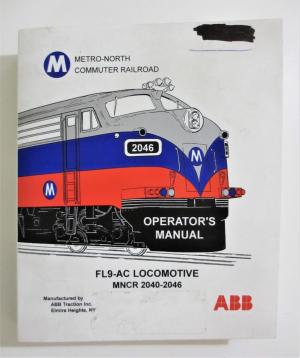 M METRO-NORTH
COMMUTER RAILROAD
2046
M
M
OPERATOR'S
MANUAL
FL9-AC LOCOMOTIVE
MNCR 2040-2046
Manufactured by
ABB Traction Inc.
Elmira Heights, NY
ABB